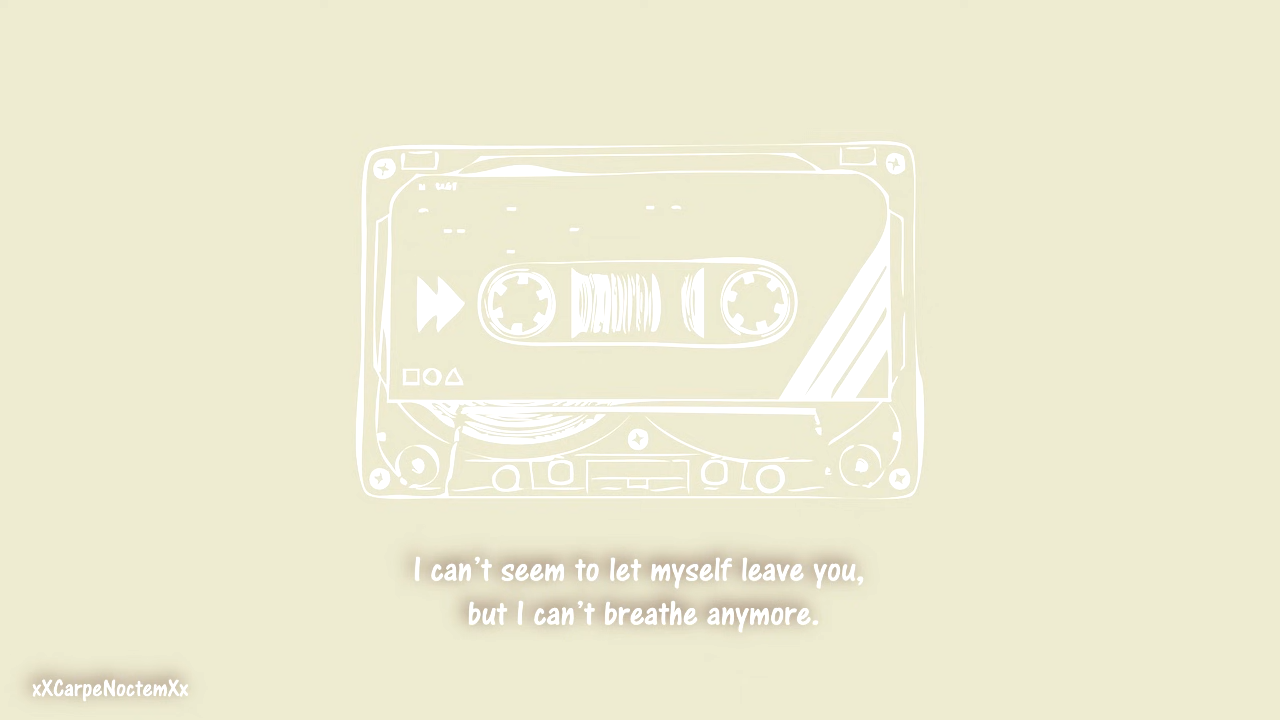 I can't seem to let myself leave you,
but I can't breathe anymore.
xXCarpeNoctemXx